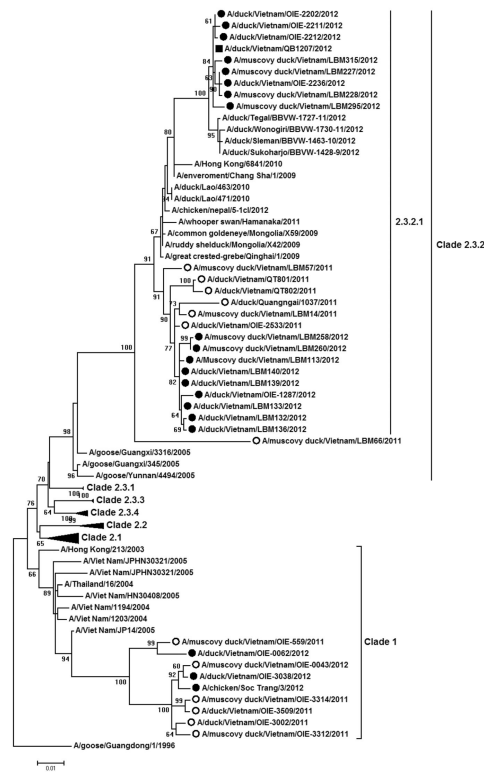 61
A/duck/Vietnam/OIE-2202/2012
A/duck/Vietnam/OIE-2211/2012
A/duck/Vietnam/OIE-2212/2012
A/duck/Vietnam/QB1207/2012
84
A/muscovy duck/Vietnam/LBM315/2012
A/muscovy duck/Vietnam/LBM227/2012
63
A/duck/Vietnam/OIE-2236/2012
90
A/muscovy duck/Vietnam/LBM228/2012
100
A/muscovy duck/Vietnam/LBM295/2012
A/duck/Tegal/BBVW-1727-11/2012
A/duck/Wonogiri/BBVW-1730-11/2012
95
A/duck/Sleman/BBVW-1463-10/2012
80
A/duck/Sukoharjo/BBVW-1428-9/2012
A/Hong Kong/6841/2010
A/enveroment/Chang Sha/1/2009
A/duck/Lao/463/2010
A/duck/Lao/471/2010
A/chicken/nepal/5-1cl/2012
A/whooper swan/Hamanaka/2011
67
A/common goldeneye/Mongolia/X59/2009
A/ruddy shelduck/Mongolia/X42/2009
A/great crested-grebe/Qinghai/1/2009
2.3.2.1
Clade 2.3.2
91
A/muscovy duck/Vietnam/LBM57/2011
100
A/duck/Vietnam/QT801/2011
91
A/duck/Vietnam/QT802/2011
73
A/duck/Quangngai/1037/2011
90
A/muscovy duck/Vietnam/LBM14/2011
A/duck/Vietnam/OIE-2533/2011
99
A/muscovy duck/Vietnam/LBM258/2012
77
A/muscovy duck/Vietnam/LBM260/2012
100
A/Muscovy duck/Vietnam/LBM113/2012
A/duck/Vietnam/LBM140/2012
82
A/duck/Vietnam/LBM139/2012
A/duck/Vietnam/OIE-1287/2012
A/duck/Vietnam/LBM133/2012
64
A/duck/Vietnam/LBM132/2012
69
A/duck/Vietnam/LBM136/2012
98
A/muscovy duck/Vietnam/LBM66/2011
A/goose/Guangxi/3316/2005
A/goose/Guangxi/345/2005
96
A/goose/Yunnan/4494/2005
70
Clade 2.3.1
100
100
Clade 2.3.3
76
64
Clade 2.3.4
100
99
Clade 2.2
65
Clade 2.1
A/Hong Kong/213/2003
66
A/Viet Nam/JPHN30321/2005
A/Viet Nam/JPHN30321/2005
A/Thailand/16/2004
89
A/Viet Nam/HN30408/2005
A/Viet Nam/1194/2004
A/Viet Nam/1203/2004
A/Viet Nam/JP14/2005
Clade 1
94
99
A/muscovy duck/Vietnam/OIE-559/2011
A/duck/Vietnam/OIE-0062/2012
60
A/muscovy duck/Vietnam/OIE-0043/2012
92
A/duck/Vietnam/OIE-3038/2012
100
A/chicken/Soc Trang/3/2012
99
A/muscovy duck/Vietnam/OIE-3314/2011
A/duck/Vietnam/OIE-3509/2011
A/duck/Vietnam/OIE-3002/2011
64
A/muscovy duck/Vietnam/OIE-3312/2011
A/goose/Guangdong/1/1996
0.01